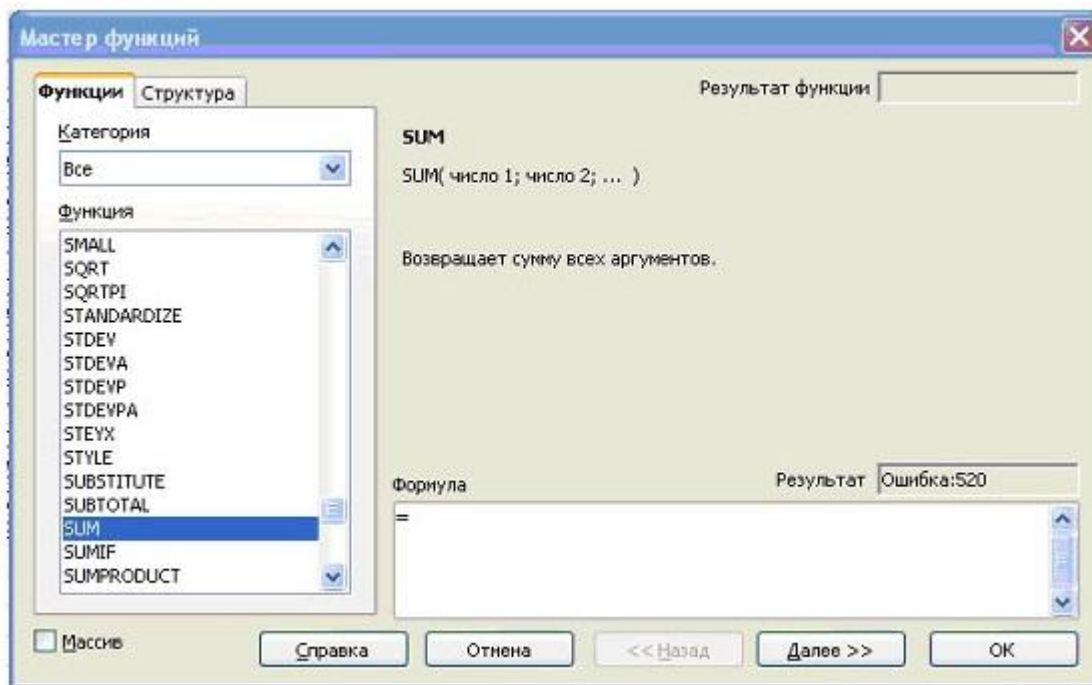 Мастер функций
Функции Структура
Результат функции
Категория
Все
Функция
SMALL
SQRT
SQRTPI
STANDARDIZE
STDEV
STDEVA
STDEVP
STDEVPA
STEYX
STYLE
SUBSTITUTE
SUBTOTAL
SUM
SUMIF
SUMPRODUCT
SUM
SUM( число 1; число 2; ... )
Возвращает сумму всех аргументов.
Формула
Результат Ошибка:520
=
Массив
Справка
Отмена
<< Назад
Далее >>
OK